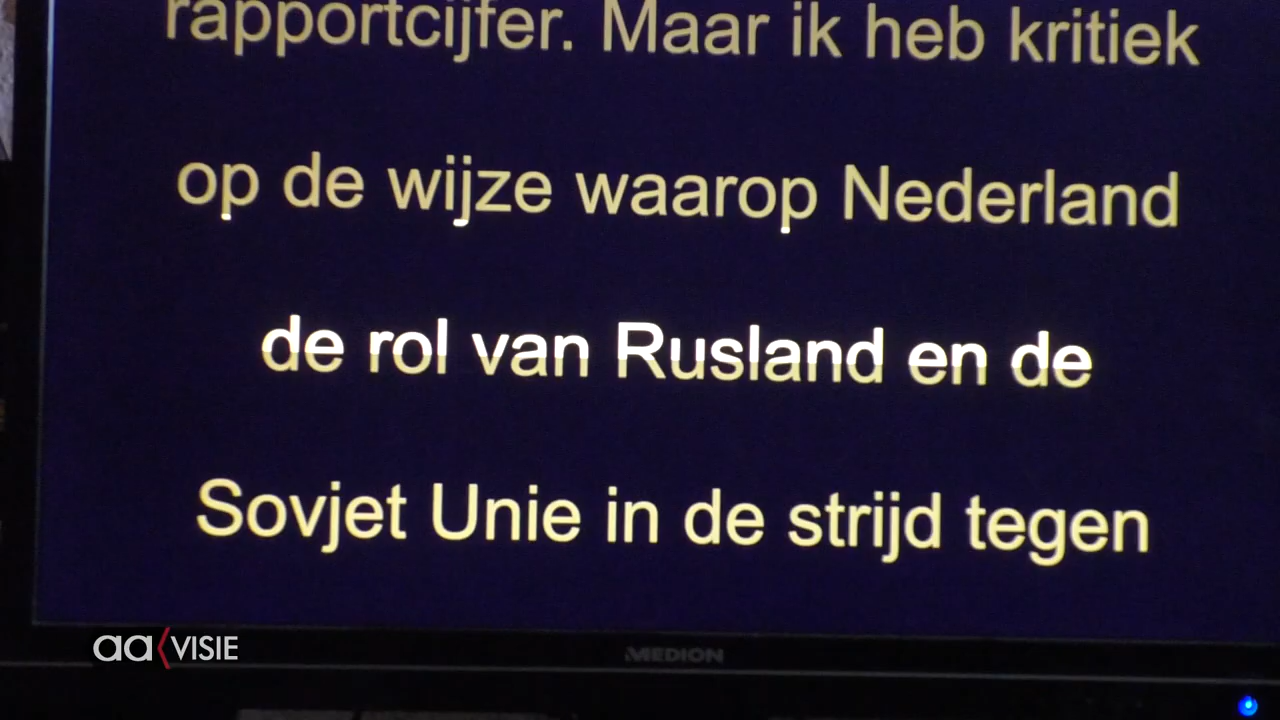 rapportcijfer. Maar ik heb kritiek
op de wijze waarop Nederland
de rol van Rusland en de
Sovjet Unie in de strijd tegen
aa VISIE
MEDION